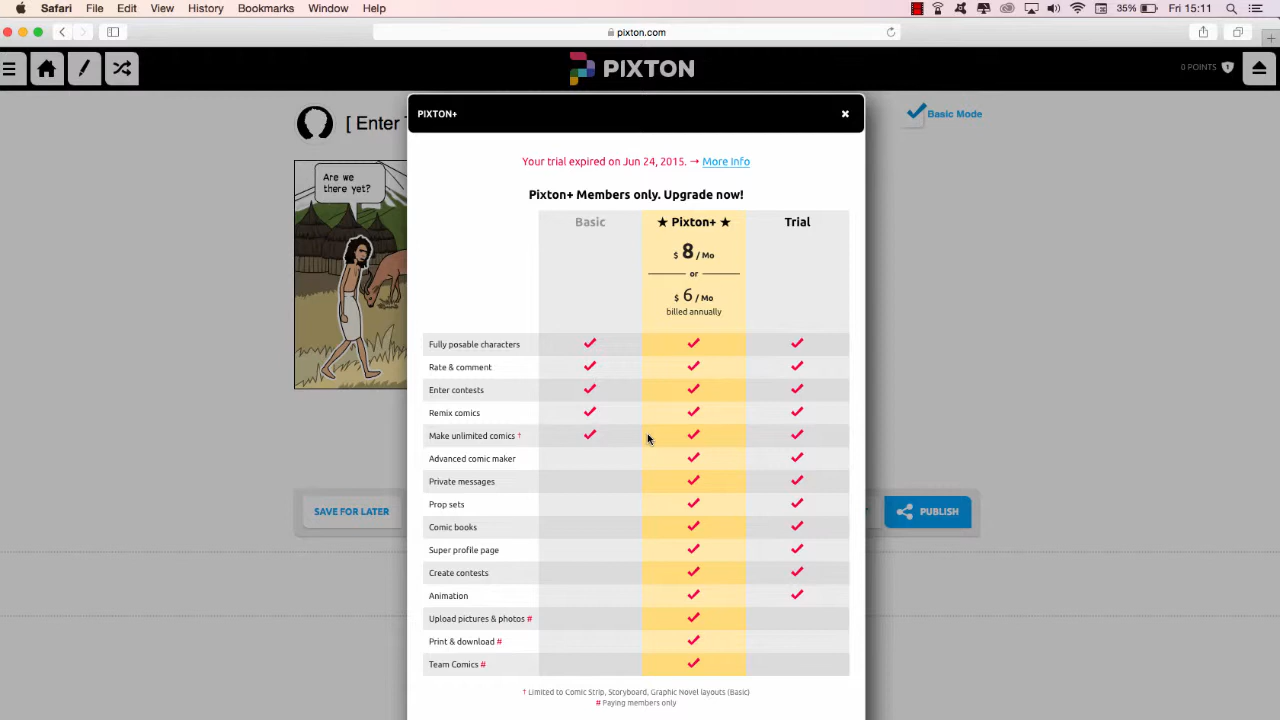 Safari File Edit View History Bookmarks Window Help 35% Fri 15:11
pixton.com
PIXTON
0 POINTS
PIXTON+
[ Enter
Basic Mode
Are we
there yet?
Your trial expired on Jun 24, 2015. → More Info
Pixton+ Members only. Upgrade now!
Basic ★ Pixton+ ★ Trial
$ 8 / Mo
or
$ 6 / Mo
billed annually
Fully posable characters
Rate & comment
Enter contests
Remix comics
Make unlimited comics †
Advanced comic maker
Private messages
Prop sets
Comic books
Super profile page
Create contests
Animation
Upload pictures & photos #
Print & download #
Team Comics #
SAVE FOR LATER
PUBLISH
† Limited to Comic Strip, Storyboard, Graphic Novel layouts (Basic)
# Paying members only